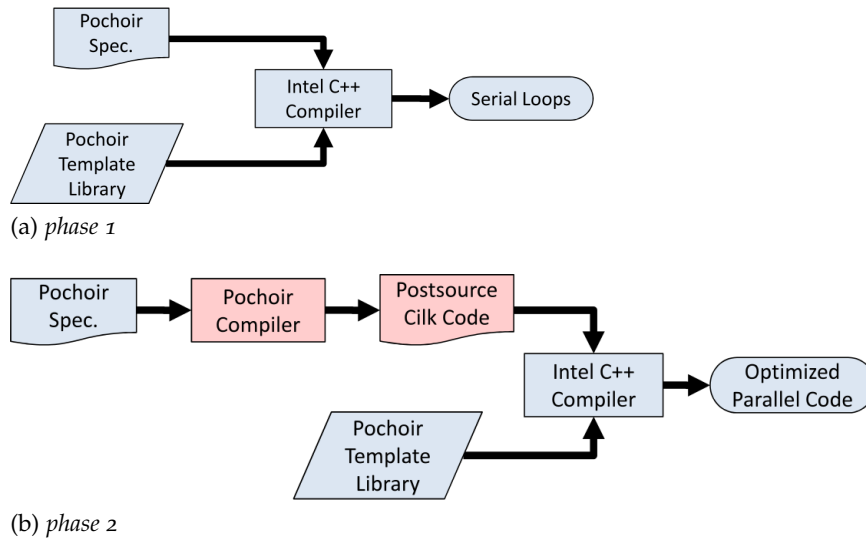 Pochoir
Spec.
Intel C++
Compiler
Serial Loops
Pochoir
Template
Library
(a) phase 1
Pochoir
Spec.
Pochoir
Compiler
Postsource
Cilk Code
Intel C++
Compiler
Optimized
Parallel Code
Pochoir
Template
Library
(b) phase 2